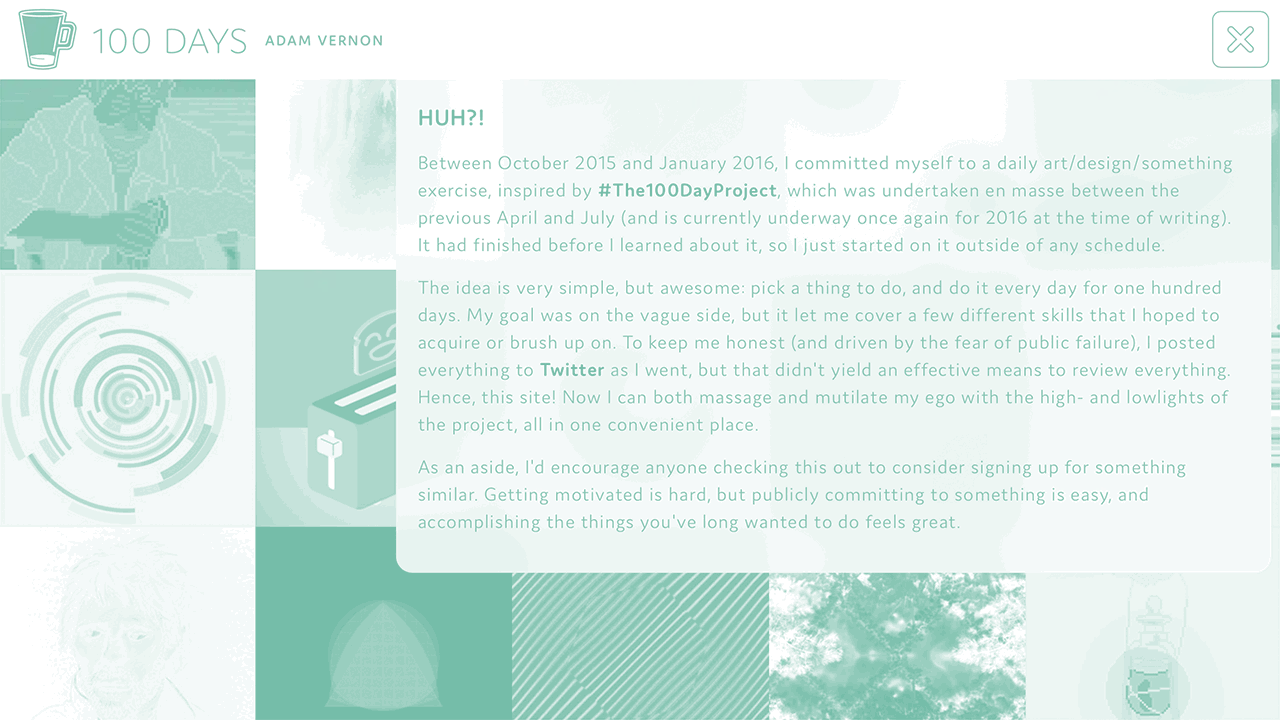 100 DAYS ADAM VERNON
HUH?!
Between October 2015 and January 2016, I committed myself to a daily art/design/something
exercise, inspired by #The100DayProject, which was undertaken en masse between the
previous April and July (and is currently underway once again for 2016 at the time of writing).
It had finished before I learned about it, so I just started on it outside of any schedule.
The idea is very simple, but awesome: pick a thing to do, and do it every day for one hundred
days. My goal was on the vague side, but it let me cover a few different skills that I hoped to
acquire or brush up on. To keep me honest (and driven by the fear of public failure), I posted
everything to Twitter as I went, but that didn't yield an effective means to review everything.
Hence, this site! Now I can both massage and mutilate my ego with the high- and lowlights of
the project, all in one convenient place.
As an aside, I'd encourage anyone checking this out to consider signing up for something
similar. Getting motivated is hard, but publicly committing to something is easy, and
accomplishing the things you've long wanted to do feels great.